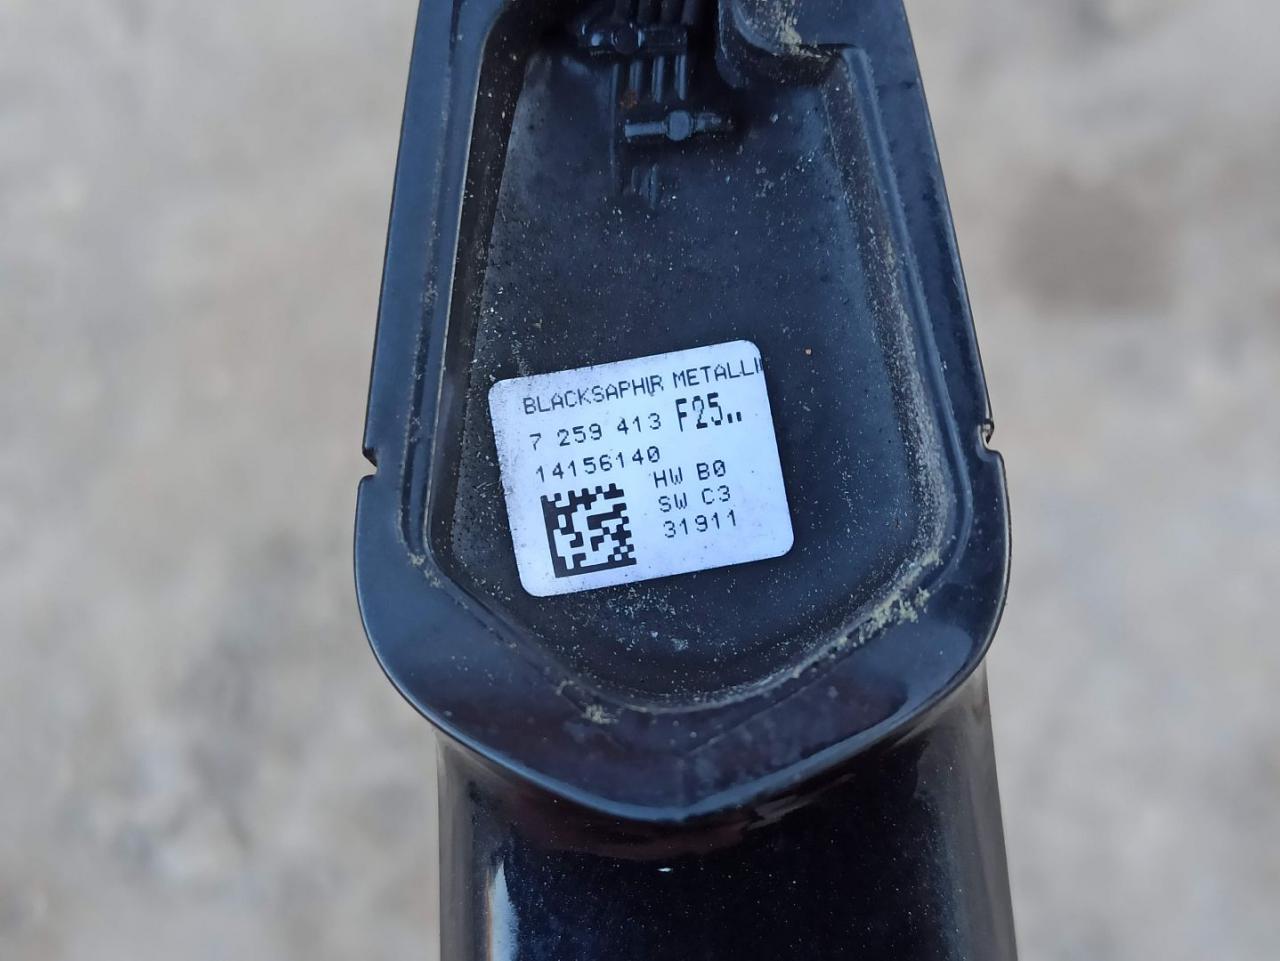 BLACKSAPHIR METALLI
7 259 413 F25..
14156140
HW B0
SW C3
31911